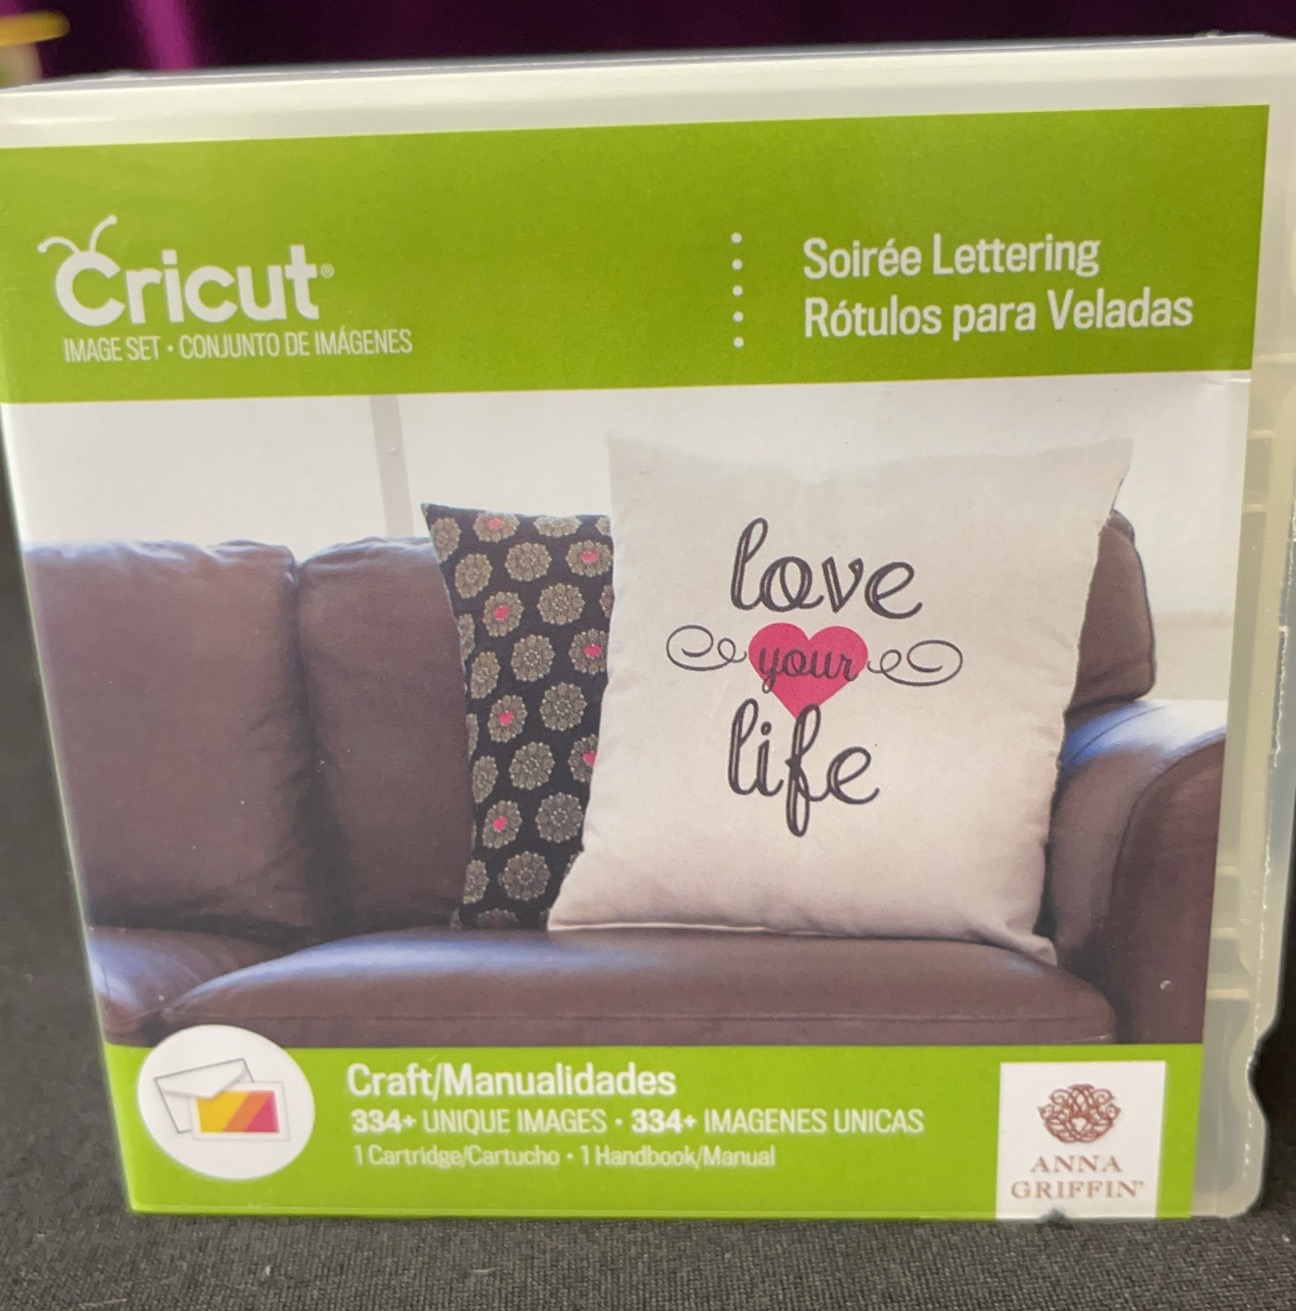 Cricut®
IMAGE SET • CONJUNTO DE IMÁGENES
Soirée Lettering
Rótulos para Veladas
love
your
life
Craft/Manualidades
334+ UNIQUE IMAGES • 334+ IMAGENES UNICAS
1 Cartridge/Cartucho • 1 Handbook/Manual
ANNA
GRIFFIN®